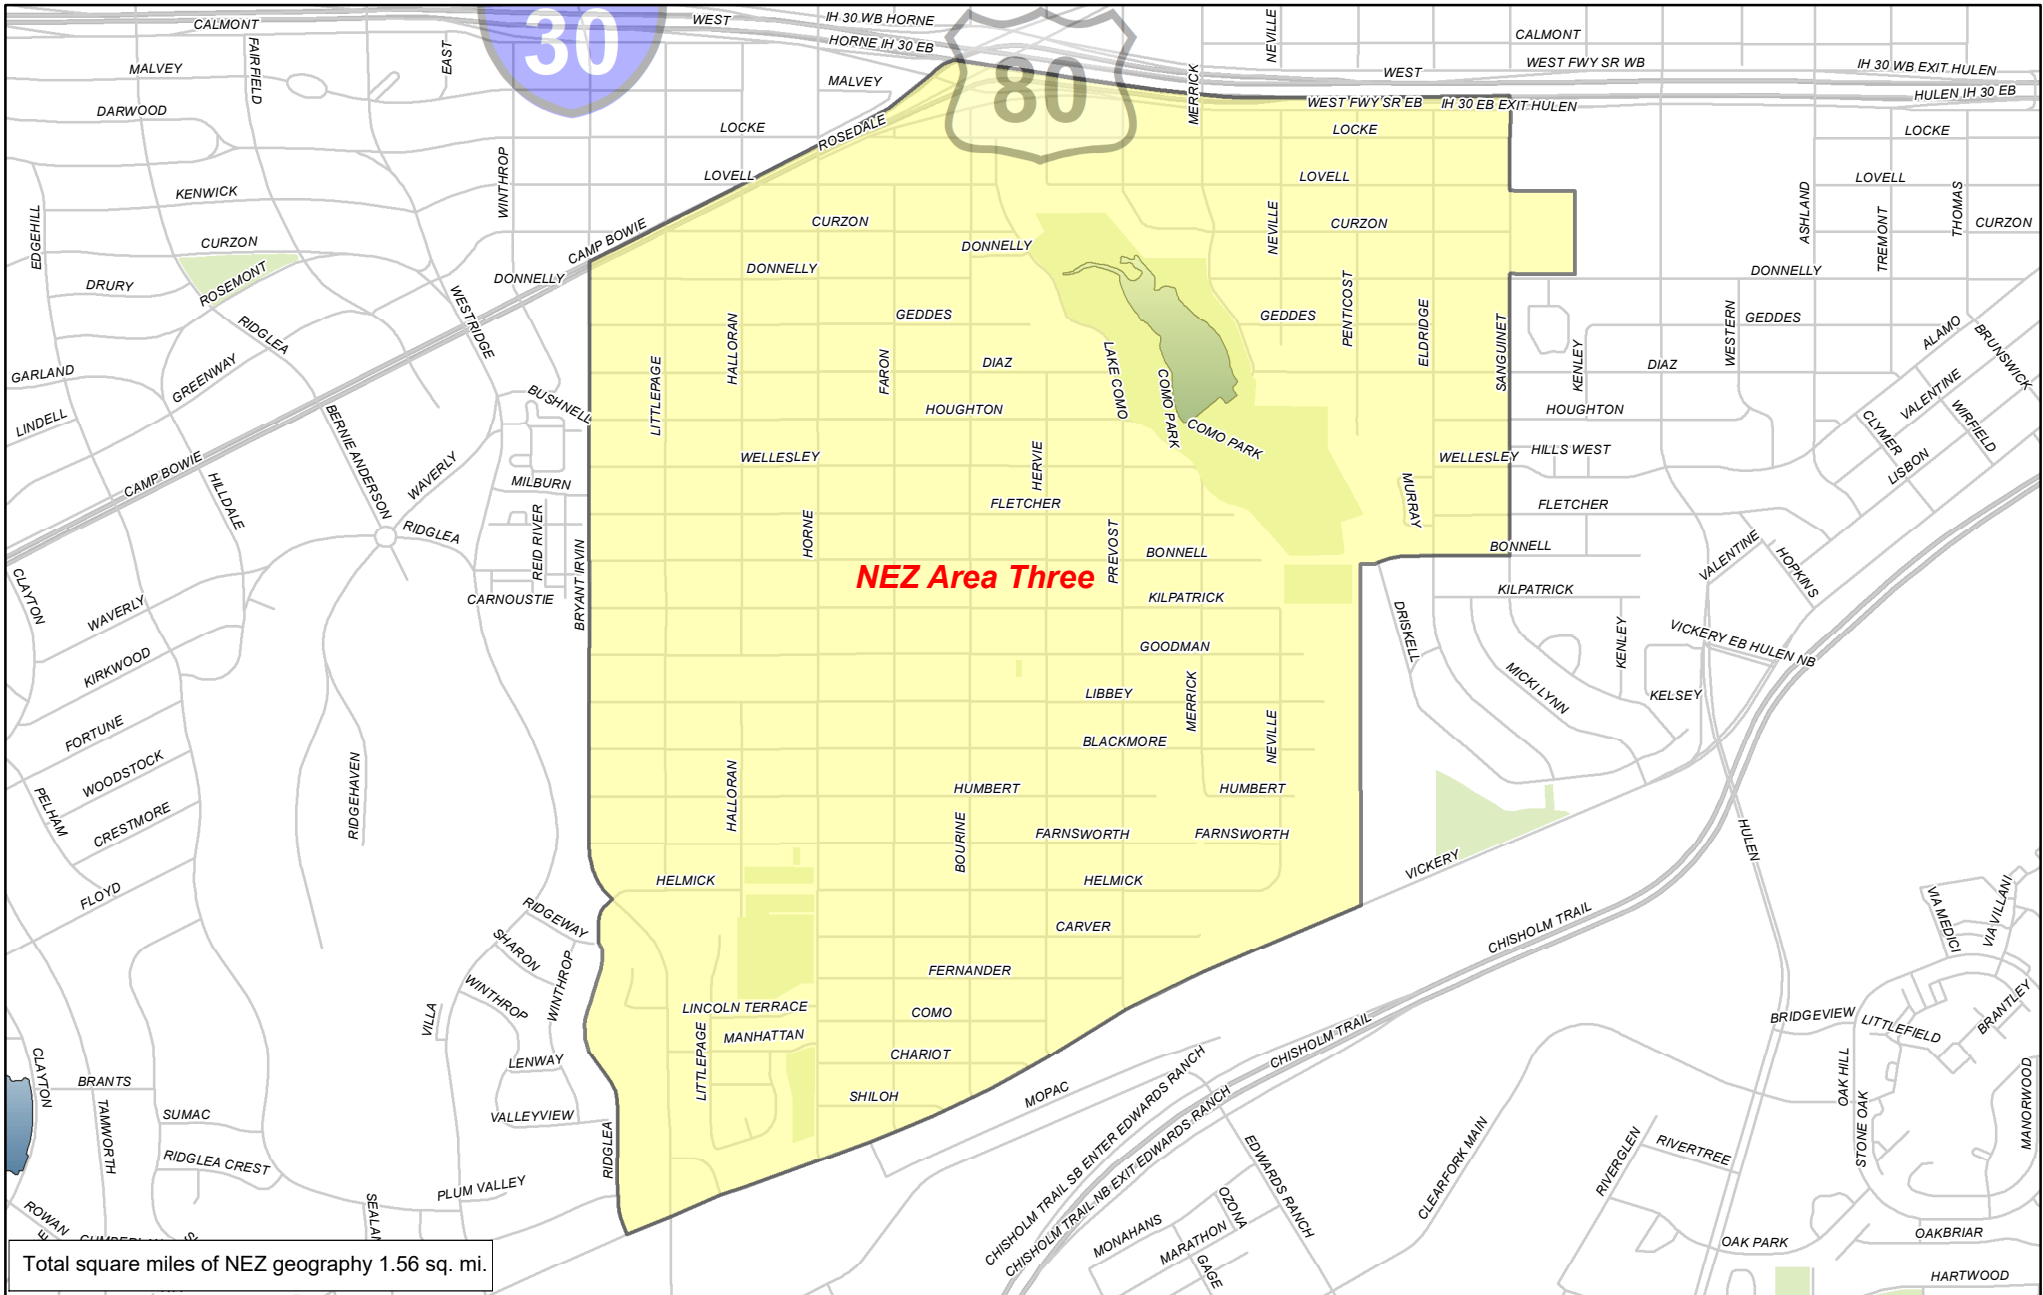 CALMONT
WEST
IH 30 WB HORNE
HORNE IH 30 EB
30
80
NEVILLE
CALMONT
WEST
WEST FWY SR WB
IH 30 WB EXIT HULEN
HULEN IH 30 EB
WEST FWY SR EB
IH 30 EB EXIT HULEN
MALVEY
FAIRFIELD
EAST
MALVEY
MERRICK
DARWOOD
LOCKE
ROSEDALE
LOCKE
LOCKE
WINTHROP
LOVELL
LOVELL
LOVELL
KENWICK
EDGEHILL
CURZON
CURZON
NEVILLE
CURZON
ASHLAND
TREMONT
THOMAS
CURZON
CAMP BOWIE
DONNELLY
DONNELLY
DONNELLY
DONNELLY
DRURY
ROSEMONT
RIDGLEA
WESTRIDGE
GEDDES
GEDDES
GEDDES
HALLORAN
LITTLEPAGE
FARON
DIAZ
LAKE COMO
COMO PARK
COMO PARK
PENTICOST
ELDRIDGE
SANGUINET
KENLEY
DIAZ
WESTERN
ALAMO
BRUNSWICK
GARLAND
GREENWAY
LINDELL
BERNIE ANDERSON
BUSHNELL
HOUGHTON
HOUGHTON
VALENTINE
WIRFIELD
CLYMER
LISBON
CAMP BOWIE
HILLDALE
WAVERLY
MILBURN
WELLESLEY
HERVIE
WELLESLEY
HILLS WEST
MURRAY
FLETCHER
FLETCHER
RIDGLEA
REID RIVER
BRYANT IRVIN
HORNE
PREVOST
BONNELL
BONNELL
VALENTINE
HOPKINS
NEZ Area Three
CLAYTON
WAVERLY
CARNOUSTIE
KILPATRICK
KILPATRICK
DRISKELL
KENLEY
VICKERY EB HULEN NB
KIRKWOOD
GOODMAN
MICKI LYNN
KELSEY
LIBBEY
MERRICK
NEVILLE
FORTUNE
BLACKMORE
WOODSTOCK
RIDGEHAVEN
HALLORAN
HUMBERT
HUMBERT
PELHAM
CRESTMORE
BOURINE
FARNSWORTH
FARNSWORTH
HULEN
VICKERY
FLOYD
HELMICK
HELMICK
RIDGEWAY
CARVER
CHISHOLM TRAIL
VIA MEDICI
VIA VILLANI
SHARON
WINTHROP
WINTHROP
FERNANDER
VILLA
LINCOLN TERRACE
COMO
BRIDGEVIEW
LITTLEFIELD
BRANTLEY
MANHATTAN
LITTLEPAGE
CHARIOT
CHISHOLM TRAIL
LENWAY
CLAYTON
BRANTS
SHILOH
MOPAC
OAK HILL
STONE OAK
MANORWOOD
TAMWORTH
SUMAC
VALLEYVIEW
RIDGLEA
CHISHOLM TRAIL SB ENTER EDWARDS RANCH
CHISHOLM TRAIL NB EXIT EDWARDS RANCH
EDWARDS RANCH
CLEARFORK MAIN
RIVERGLEN
RIVERTREE
RIDGLEA CREST
PLUM VALLEY
OZONA
MONAHANS
MARATHON
GAGE
ROWAN
OAK PARK
OAKBRIAR
HARTWOOD
Total square miles of NEZ geography 1.56 sq. mi.